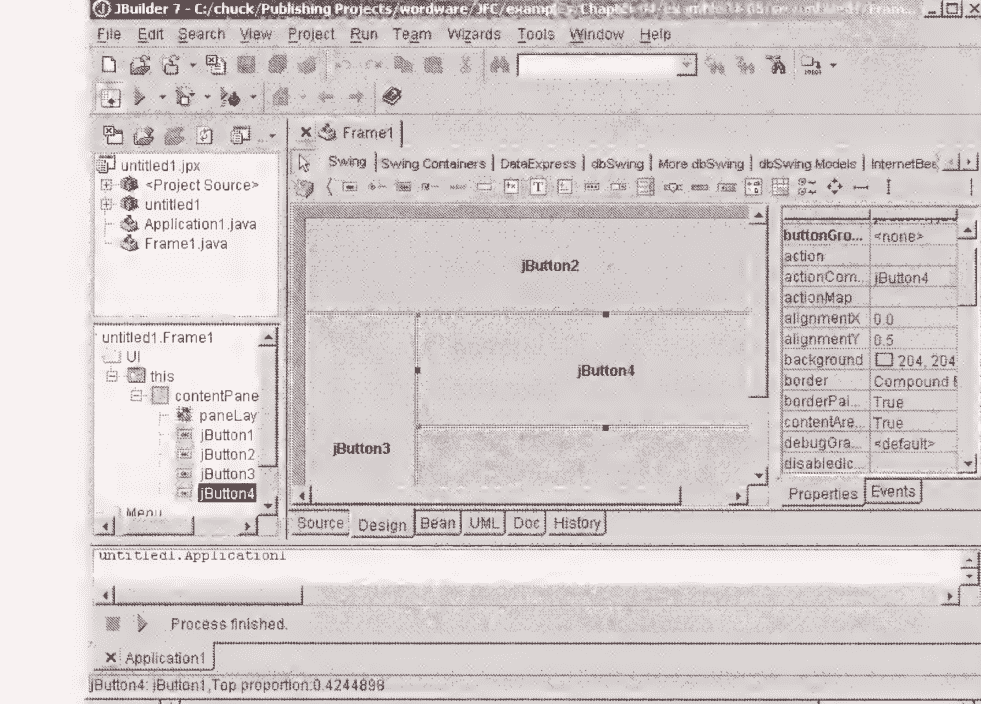 JBuilder 7 - C:/chuck/Publishing Projects/wordware/JFC/
File Edit Search View Project Run Team Wizards Tools Window Help
Frame1
untitled1.jpx
<Project Source>
untitled1
Application1.java
Frame1.java
Swing Swing Containers DataExpress dbSwing More dbSwing dbSwing Models InternetBea
untitled1.Frame1
UI
this
contentPane
paneLay
jButton1
jButton2
jButton3
jButton4
Menu
jButton2
jButton4
jButton3
buttonGro... <none>
action
actionCom... jButton4
actionMap
alignmentX 0.0
alignmentY 0.5
background 204, 204
border Compound
borderPai... True
contentAre... True
debugGra... <default>
disabledIc...
Properties Events
Source Design Bean UML Doc History
untitled1.Application1
Process finished.
Application1
jButton4: jButton1,Top proportion:0.4244898